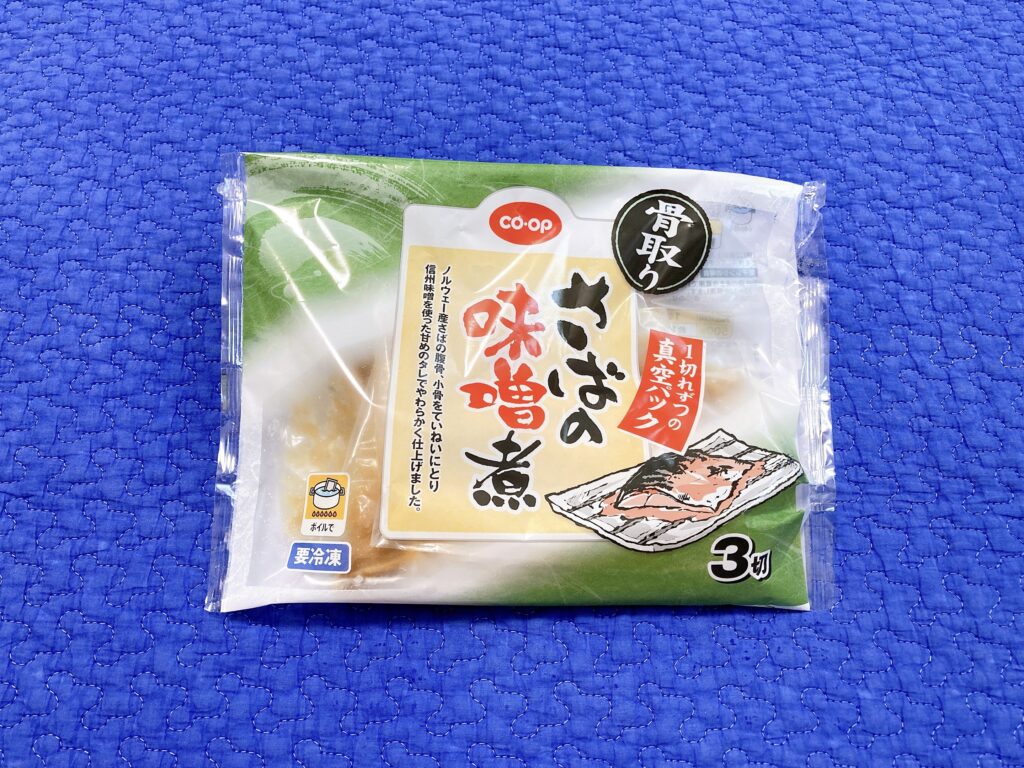 CO·OP
骨取り
さばの
味噌煮
ノルウェー産さばの腹骨、小骨をていねいにとり
信州味噌を使った甘めのタレでやわらかく仕上げました。
1切れずつの
真空パック
ボイルで
要冷凍
3切